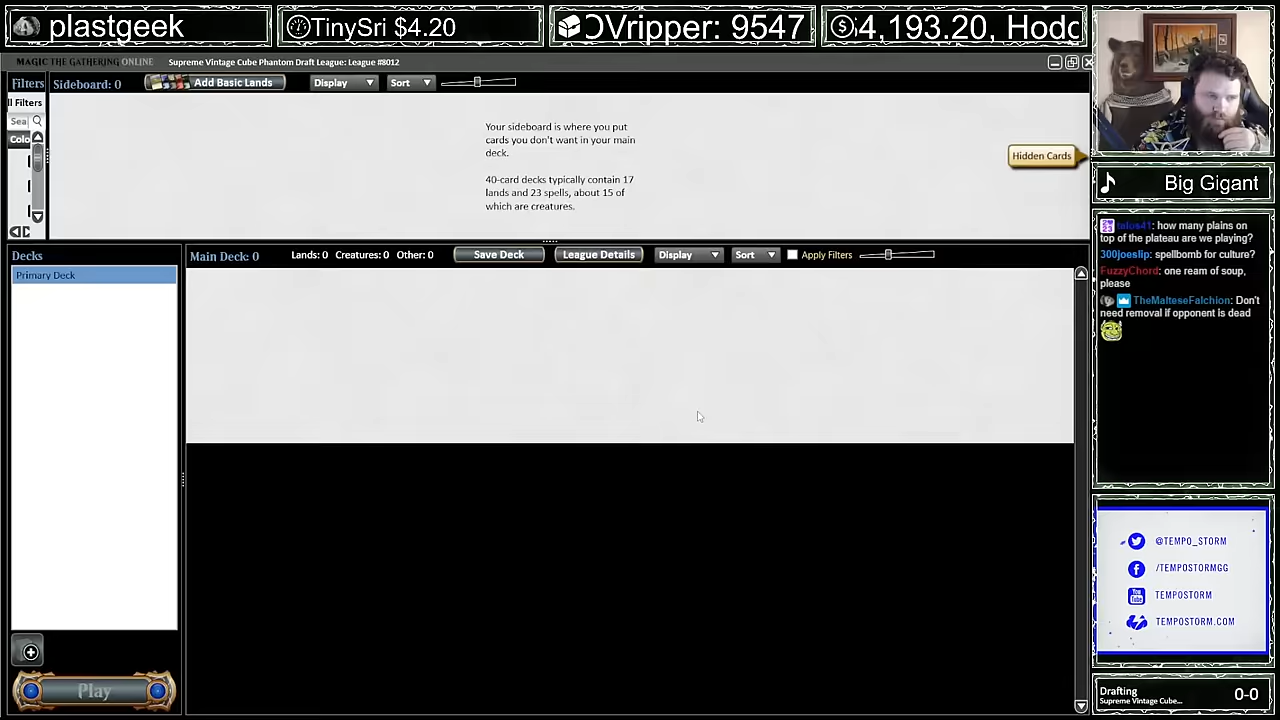 plastgeek
TinySri $4.20
Vripper: 9547
4,193.20, Hodo
MAGIC THE GATHERING ONLINE
Supreme Vintage Cube Phantom Draft League: League #8012
Filters
Sideboard: 0
Add Basic Lands
Display
Sort
ll Filters
Sea
Colo
Your sideboard is where you put
cards you don't want in your main
deck.
40-card decks typically contain 17
lands and 23 spells, about 15 of
which are creatures.
Hidden Cards
Big Gigant
Decks
Primary Deck
Main Deck: 0
Lands: 0
Creatures: 0
Other: 0
Save Deck
League Details
Display
Sort
Apply Filters
how many plains on
top of the plateau are we playing?
300joeslip: spellbomb for culture?
FuzzyChord: one ream of soup,
please
TheMalteseFalchion: Don't
need removal if opponent is dead
@TEMPO_STORM
/TEMPOSTORMGG
TEMPOSTORM
TEMPOSTORM.COM
Play
Drafting
Supreme Vintage Cube...
0-0